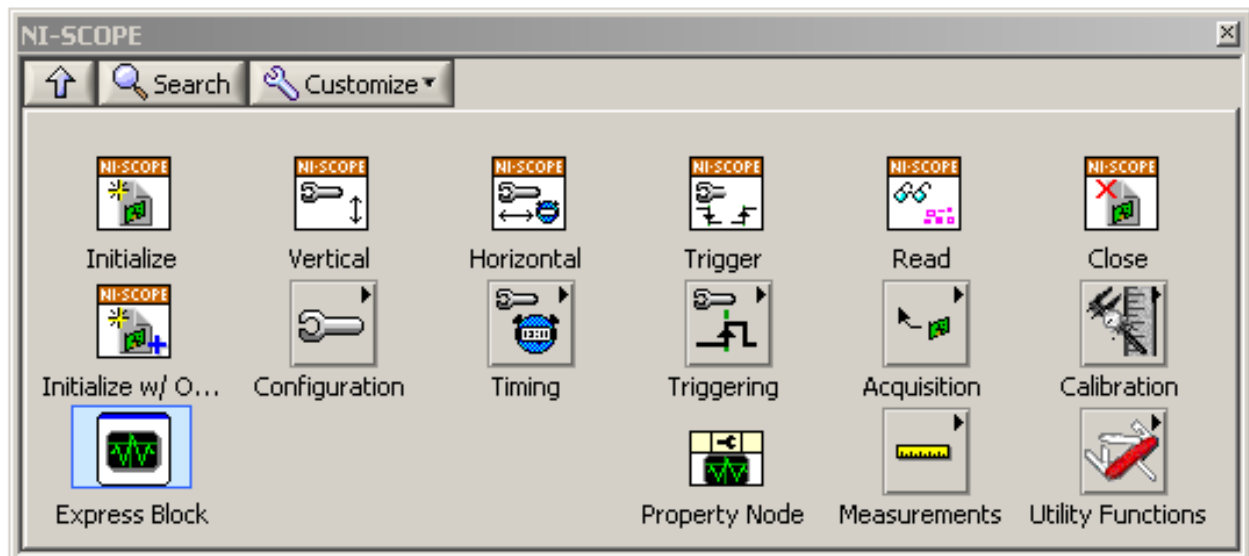 NI-SCOPE
Search Customize
NI-SCOPE NI-SCOPE NI-SCOPE NI-SCOPE NI-SCOPE NI-SCOPE
Initialize Vertical Horizontal Trigger Read Close
NI-SCOPE
Initialize w/ O... Configuration Timing Triggering Acquisition Calibration
Express Block Property Node Measurements Utility Functions